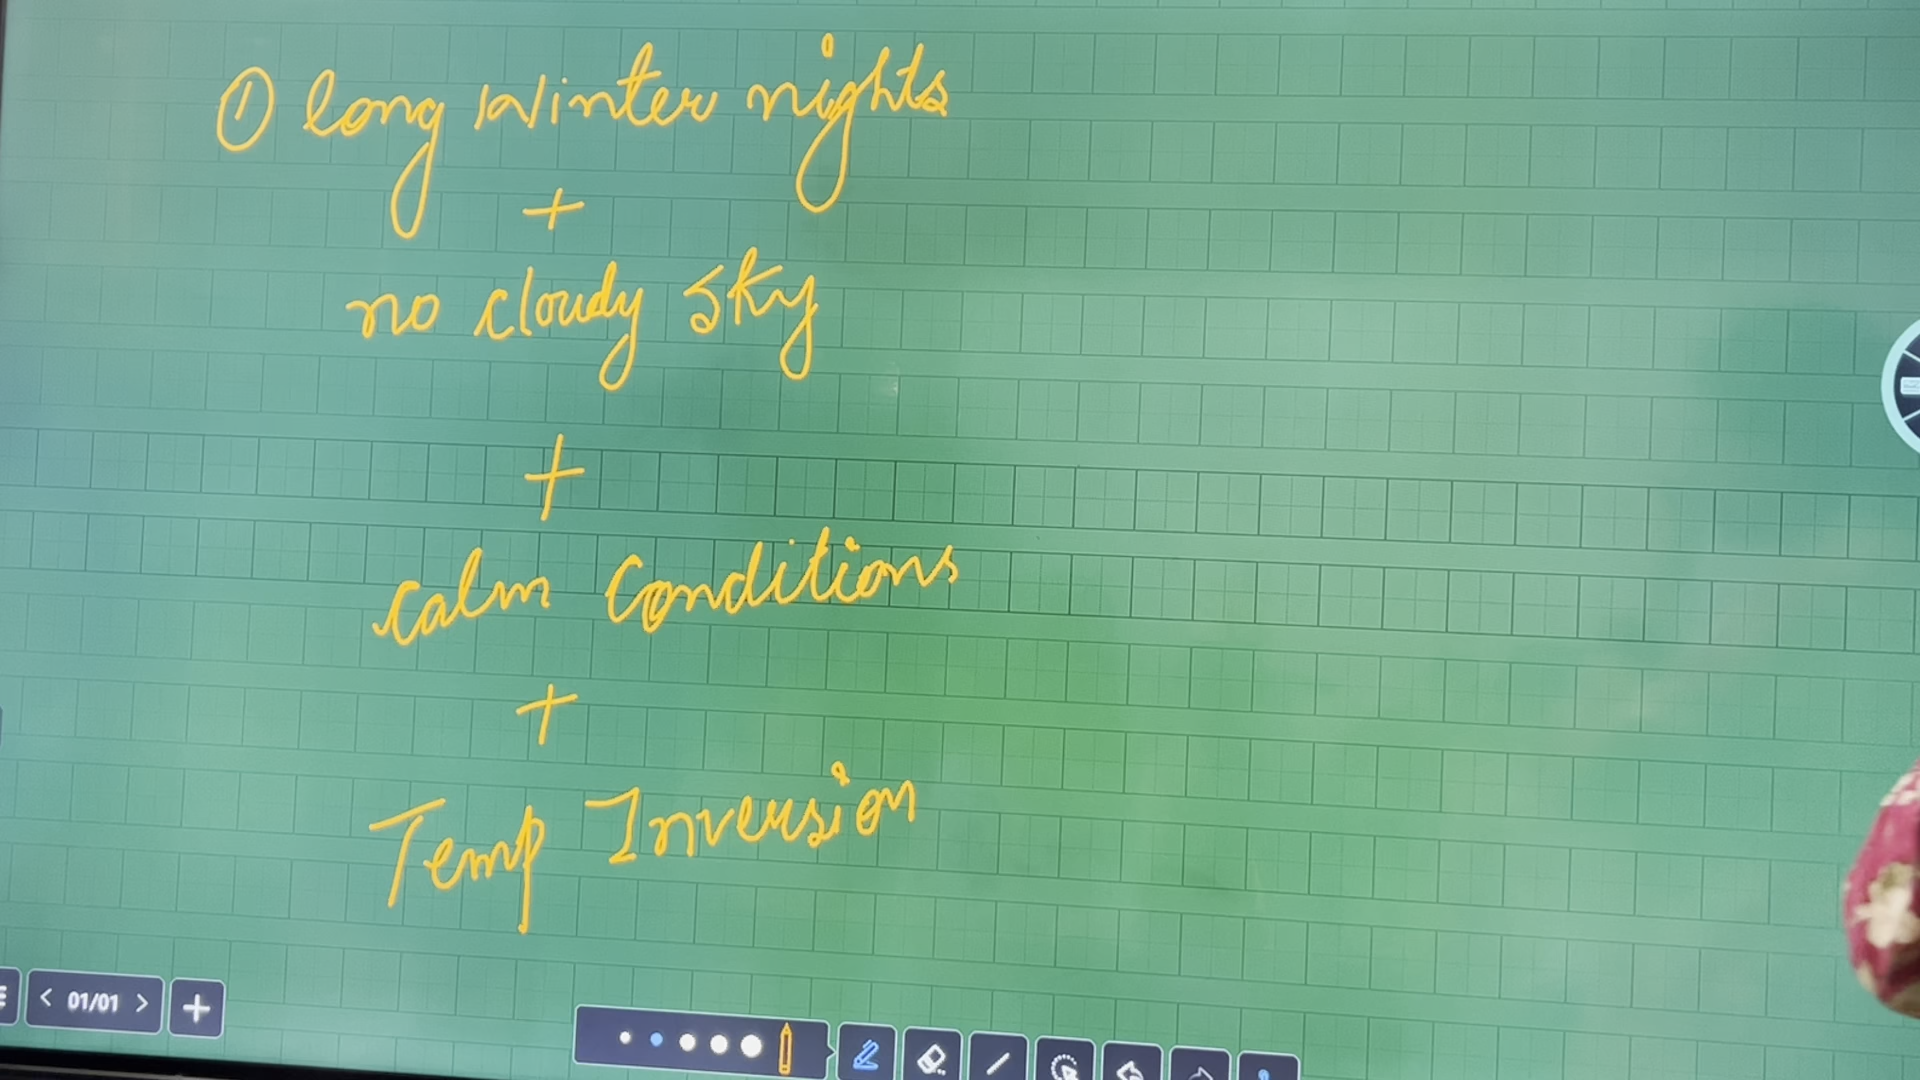 ① long Winter nights
+
no cloudy sky
+
calm Conditions
+
Temp Inversion
< 01/01 > +